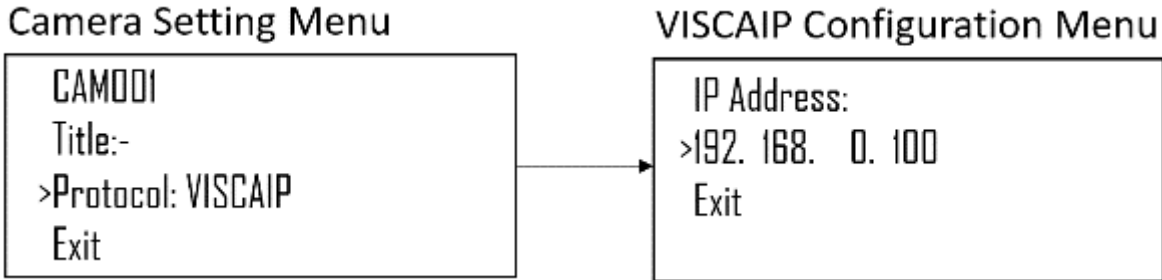 Camera Setting Menu
CAM001
Title:-
>Protocol: VISCAIP
Exit
VISCAIP Configuration Menu
IP Address:
>192. 168. 0. 100
Exit